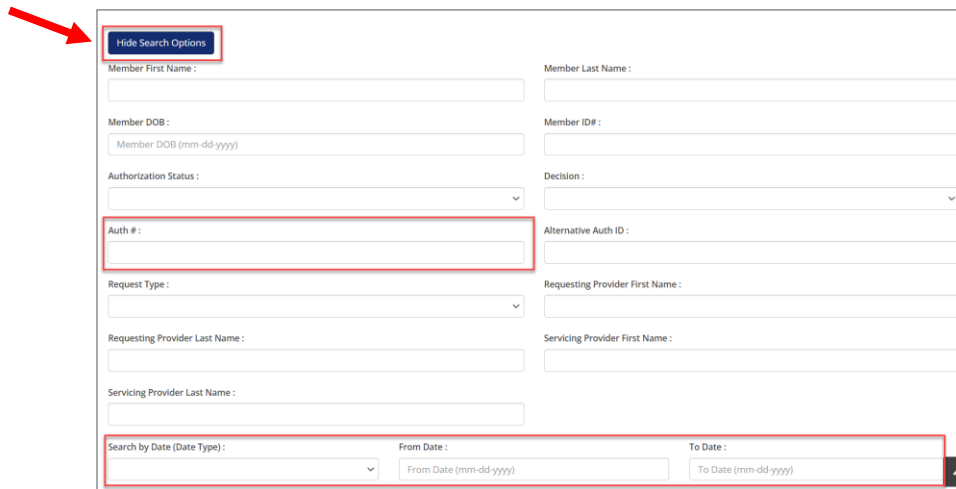 Hide Search Options
Member First Name :
Member Last Name :
Member DOB :
Member ID# :
Member DOB (mm-dd-yyyy)
Authorization Status :
Decision :
Auth # :
Alternative Auth ID :
Request Type :
Requesting Provider First Name :
Requesting Provider Last Name :
Servicing Provider First Name :
Servicing Provider Last Name :
Search by Date (Date Type) :
From Date :
To Date :
From Date (mm-dd-yyyy)
To Date (mm-dd-yyyy)